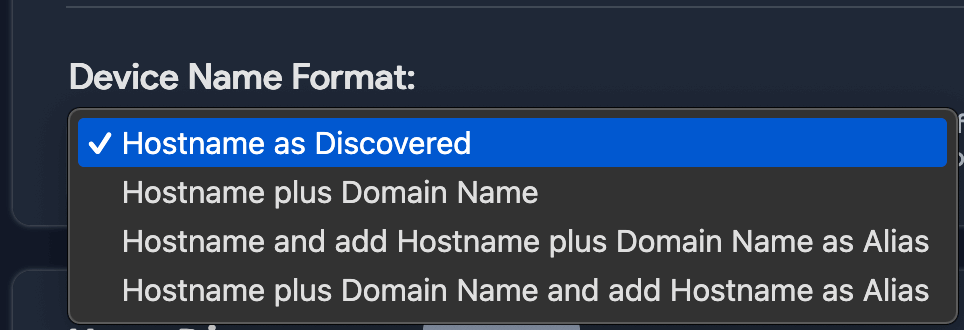 Device Name Format:
✓ Hostname as Discovered
Hostname plus Domain Name
Hostname and add Hostname plus Domain Name as Alias
Hostname plus Domain Name and add Hostname as Alias